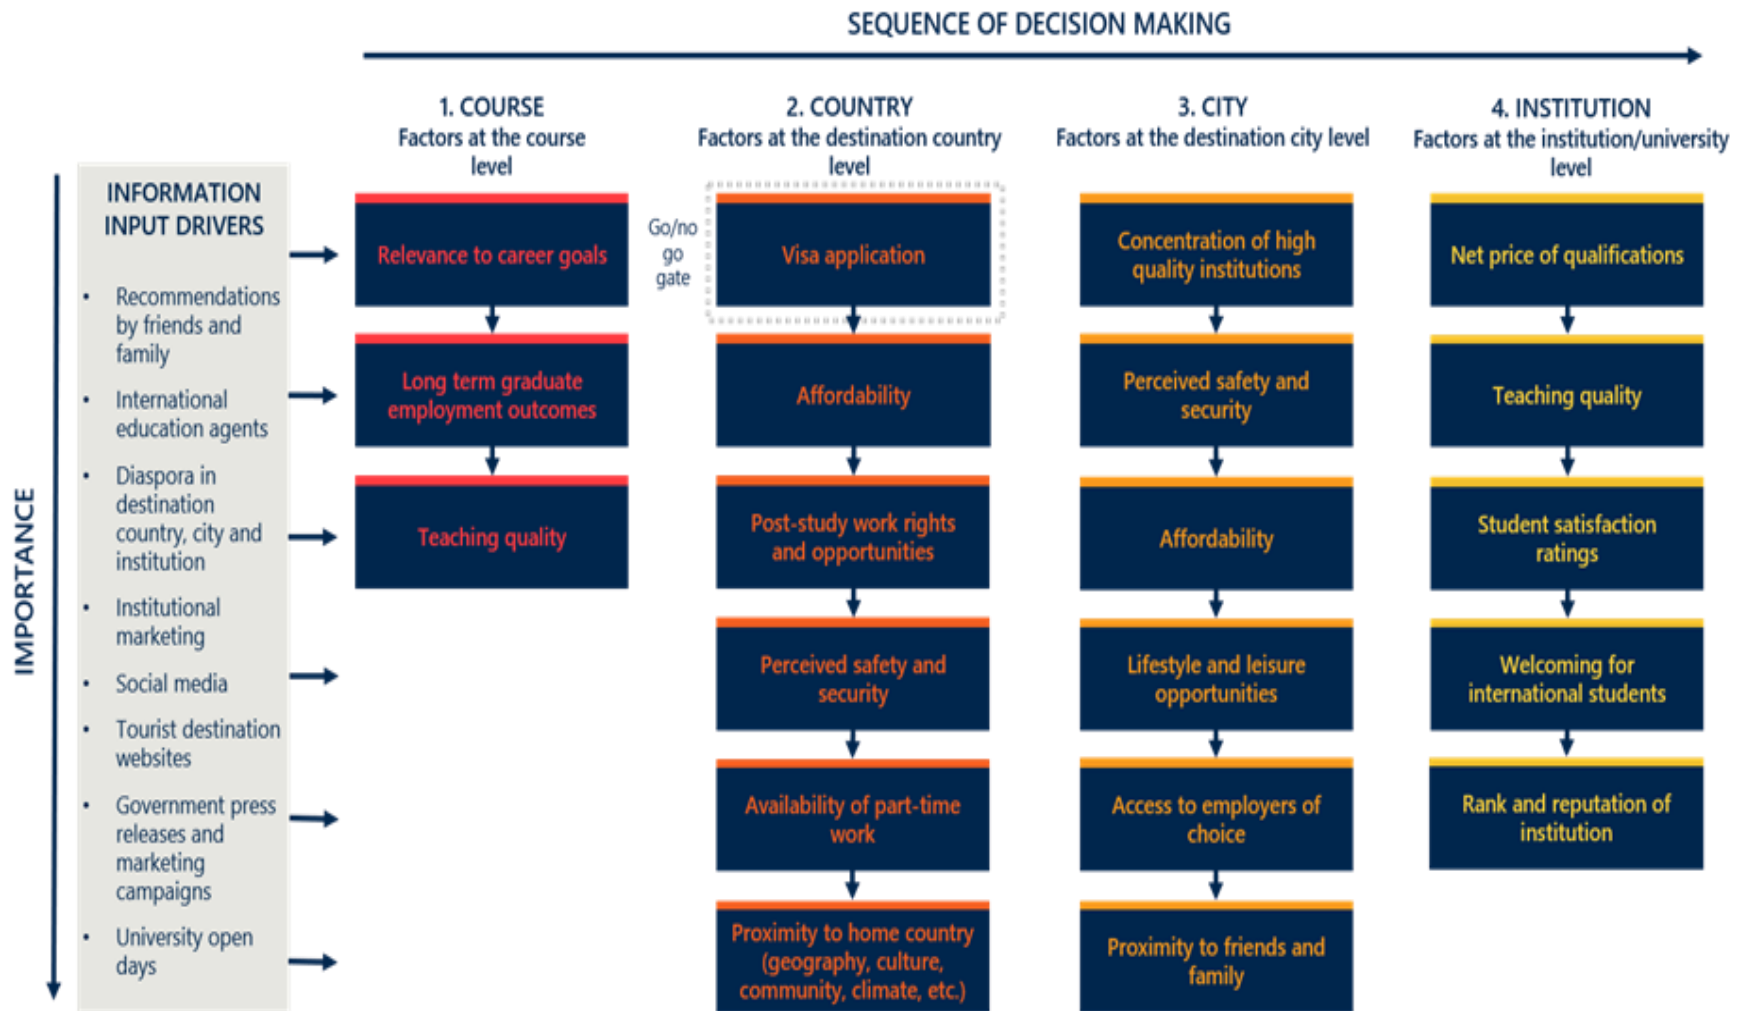 SEQUENCE OF DECISION MAKING
1. COURSE
Factors at the course
level
2. COUNTRY
Factors at the destination country
level
3. CITY
Factors at the destination city level
4. INSTITUTION
Factors at the institution/university
level
IMPORTANCE
INFORMATION
INPUT DRIVERS
• Recommendations
by friends and
family
• International
education agents
• Diaspora in
destination
country, city and
institution
• Institutional
marketing
• Social media
• Tourist destination
websites
• Government press
releases and
marketing
campaigns
• University open
days
Relevance to career goals
Long term graduate
employment outcomes
Teaching quality
Go/no
go
gate
Visa application
Affordability
Post-study work rights
and opportunities
Perceived safety and
security
Availability of part-time
work
Proximity to home country
(geography, culture,
community, climate, etc.)
Concentration of high
quality institutions
Perceived safety and
security
Affordability
Lifestyle and leisure
opportunities
Access to employers of
choice
Proximity to friends and
family
Net price of qualifications
Teaching quality
Student satisfaction
ratings
Welcoming for
international students
Rank and reputation of
institution